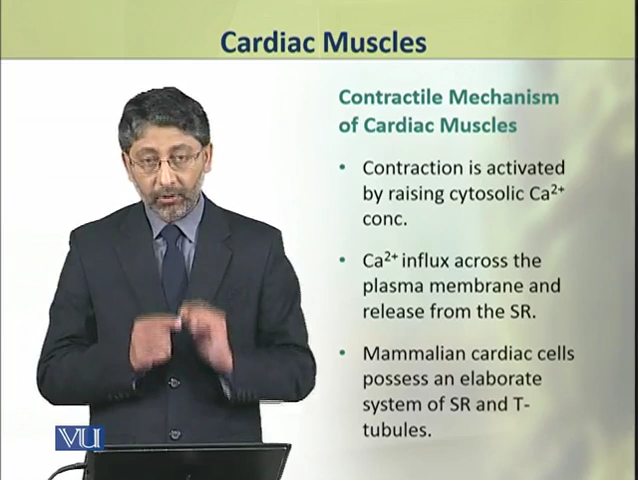 Cardiac Muscles
Contractile Mechanism
of Cardiac Muscles
• Contraction is activated
by raising cytosolic Ca²⁺
conc.
• Ca²⁺ influx across the
plasma membrane and
release from the SR.
• Mammalian cardiac cells
possess an elaborate
system of SR and T-
tubules.
VU